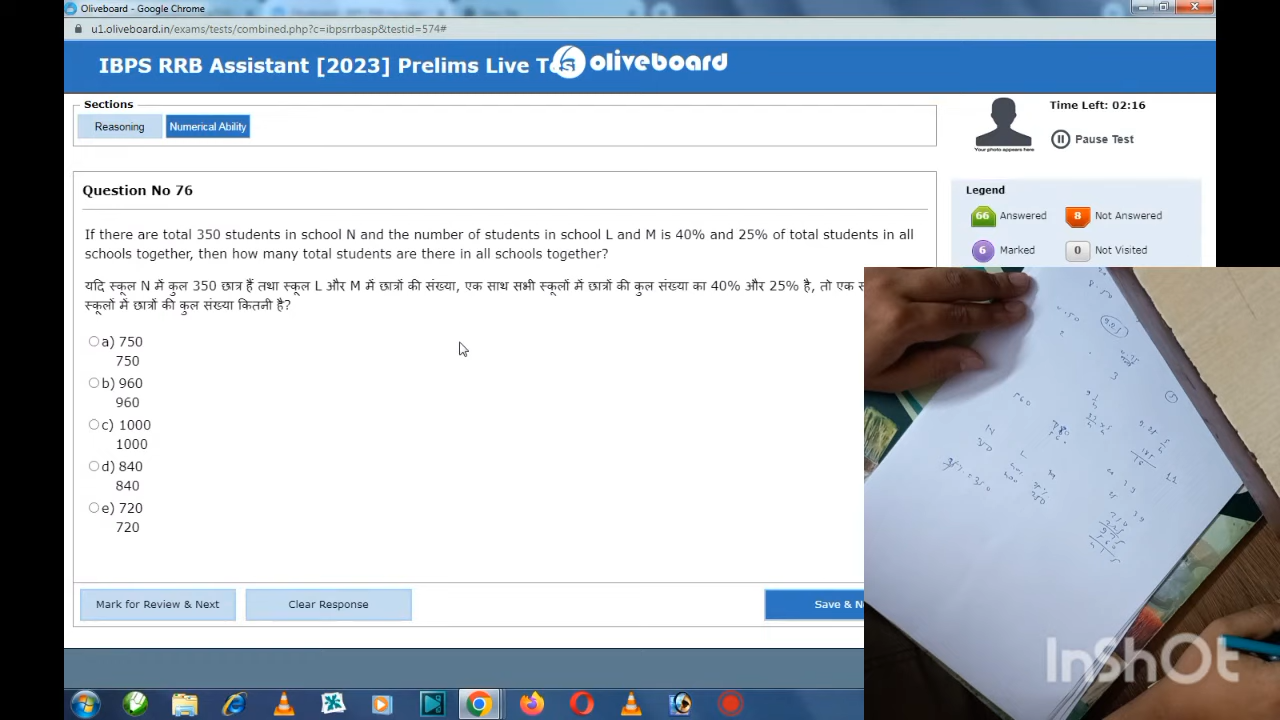 Oliveboard - Google Chrome
u1.oliveboard.in/exams/tests/combined.php?c=ibpsrrbasp&testid=574#
IBPS RRB Assistant [2023] Prelims Live
oliveboard
Sections
Reasoning
Numerical Ability
Time Left: 02:16
Your photo appears here
Pause Test
Question No 76
Legend
66 Answered
8 Not Answered
6 Marked
0 Not Visited
If there are total 350 students in school N and the number of students in school L and M is 40% and 25% of total students in all
schools together, then how many total students are there in all schools together?
यदि स्कूल N में कुल 350 छात्र हैं तथा स्कूल L और M में छात्रों की संख्या, एक साथ सभी स्कूलों में छात्रों की कुल संख्या का 40% और 25% है, तो एक
स्कूलों में छात्रों की कुल संख्या कितनी है?
a) 750
750
b) 960
960
c) 1000
1000
d) 840
840
e) 720
720
Mark for Review & Next
Clear Response
Save &
N
L
M
InShOt